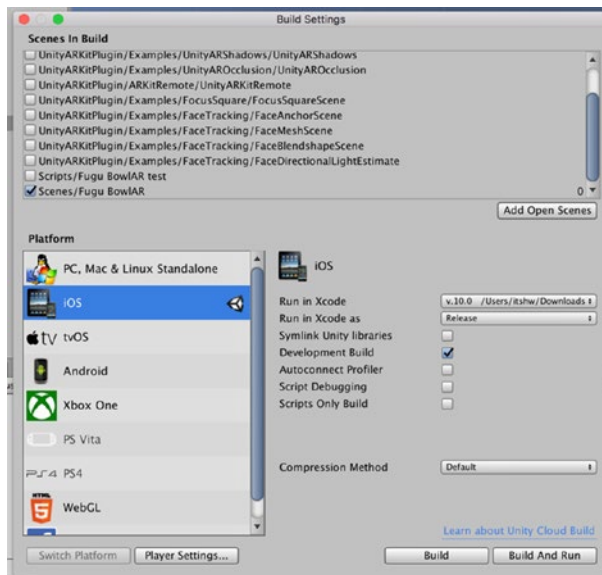 Build Settings
Scenes In Build
UnityARKitPlugin/Examples/UnityARShadows/UnityARShadows
UnityARKitPlugin/Examples/UnityAROcclusion/UnityAROcclusion
UnityARKitPlugin/ARKitRemote/UnityARKitRemote
UnityARKitPlugin/Examples/FocusSquare/FocusSquareScene
UnityARKitPlugin/Examples/FaceTracking/FaceAnchorScene
UnityARKitPlugin/Examples/FaceTracking/FaceMeshScene
UnityARKitPlugin/Examples/FaceTracking/FaceBlendshapeScene
UnityARKitPlugin/Examples/FaceTracking/FaceDirectionalLightEstimate
Scripts/Fugu BowlAR test
Scenes/Fugu BowlAR 0
Add Open Scenes
Platform
PC, Mac & Linux Standalone
iOS
tv tvOS
Android
Xbox One
PS Vita
PS4 PS4
HTML 5 WebGL
iOS
Run in Xcode v.10.0 /Users/itshw/Downloads
Run in Xcode as Release
Symlink Unity libraries
Development Build
Autoconnect Profiler
Script Debugging
Scripts Only Build
Compression Method Default
Learn about Unity Cloud Build
Switch Platform Player Settings... Build Build And Run